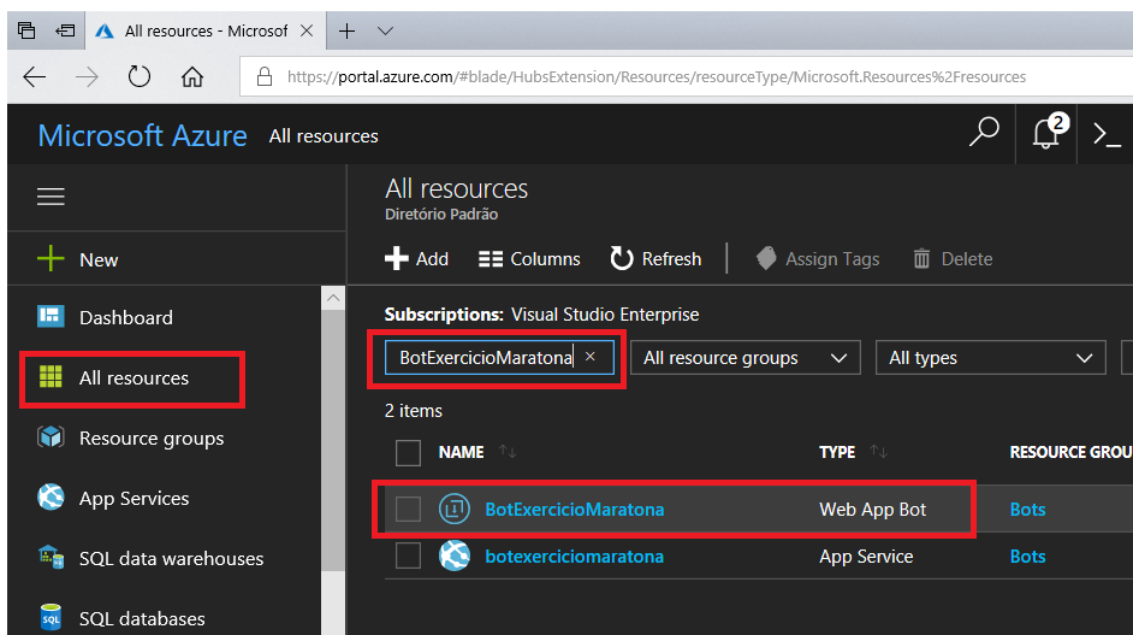 All resources - Microsof
https://portal.azure.com/#blade/HubsExtension/Resources/resourceType/Microsoft.Resources%2Fresources
Microsoft Azure All resources
2
All resources
Diretório Padrão
New
Add Columns Refresh Assign Tags Delete
Dashboard
Subscriptions: Visual Studio Enterprise
BotExercicioMaratona All resource groups All types
All resources
2 items
Resource groups
NAME TYPE RESOURCE GROU
App Services
BotExercicioMaratona Web App Bot Bots
SQL data warehouses
botexerciciomaratona App Service Bots
SQL
SQL databases